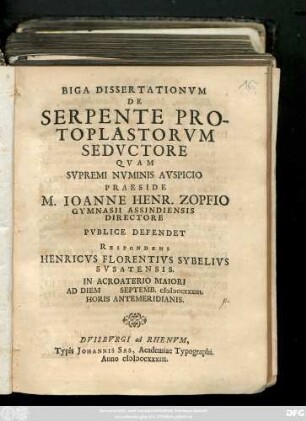 BIGA DISSERTATIONVM
DE
SERPENTE PRO-
TOPLASTORVM
SEDVCTORE
QVAM
SVPREMI NVMINIS AVSPICIO
PRAESIDE
M. IOANNE HENR. ZOPFIO
GYMNASII ASSINDIENSIS
DIRECTORE
PVBLICE DEFENDET
RESPONDENS
HENRICVS FLORENTIVS SYBELIVS
SVSATENSIS.
IN ACROATERIO MAIORI
AD DIEM SEPTEMB. cIɔIɔccxxxiii.
HORIS ANTEMERIDIANIS.
DVISBVRGI ad RHENVM,
Typis JOHANNIS SAS, Academiae Typographi.
Anno cIɔIɔccxxxiii.